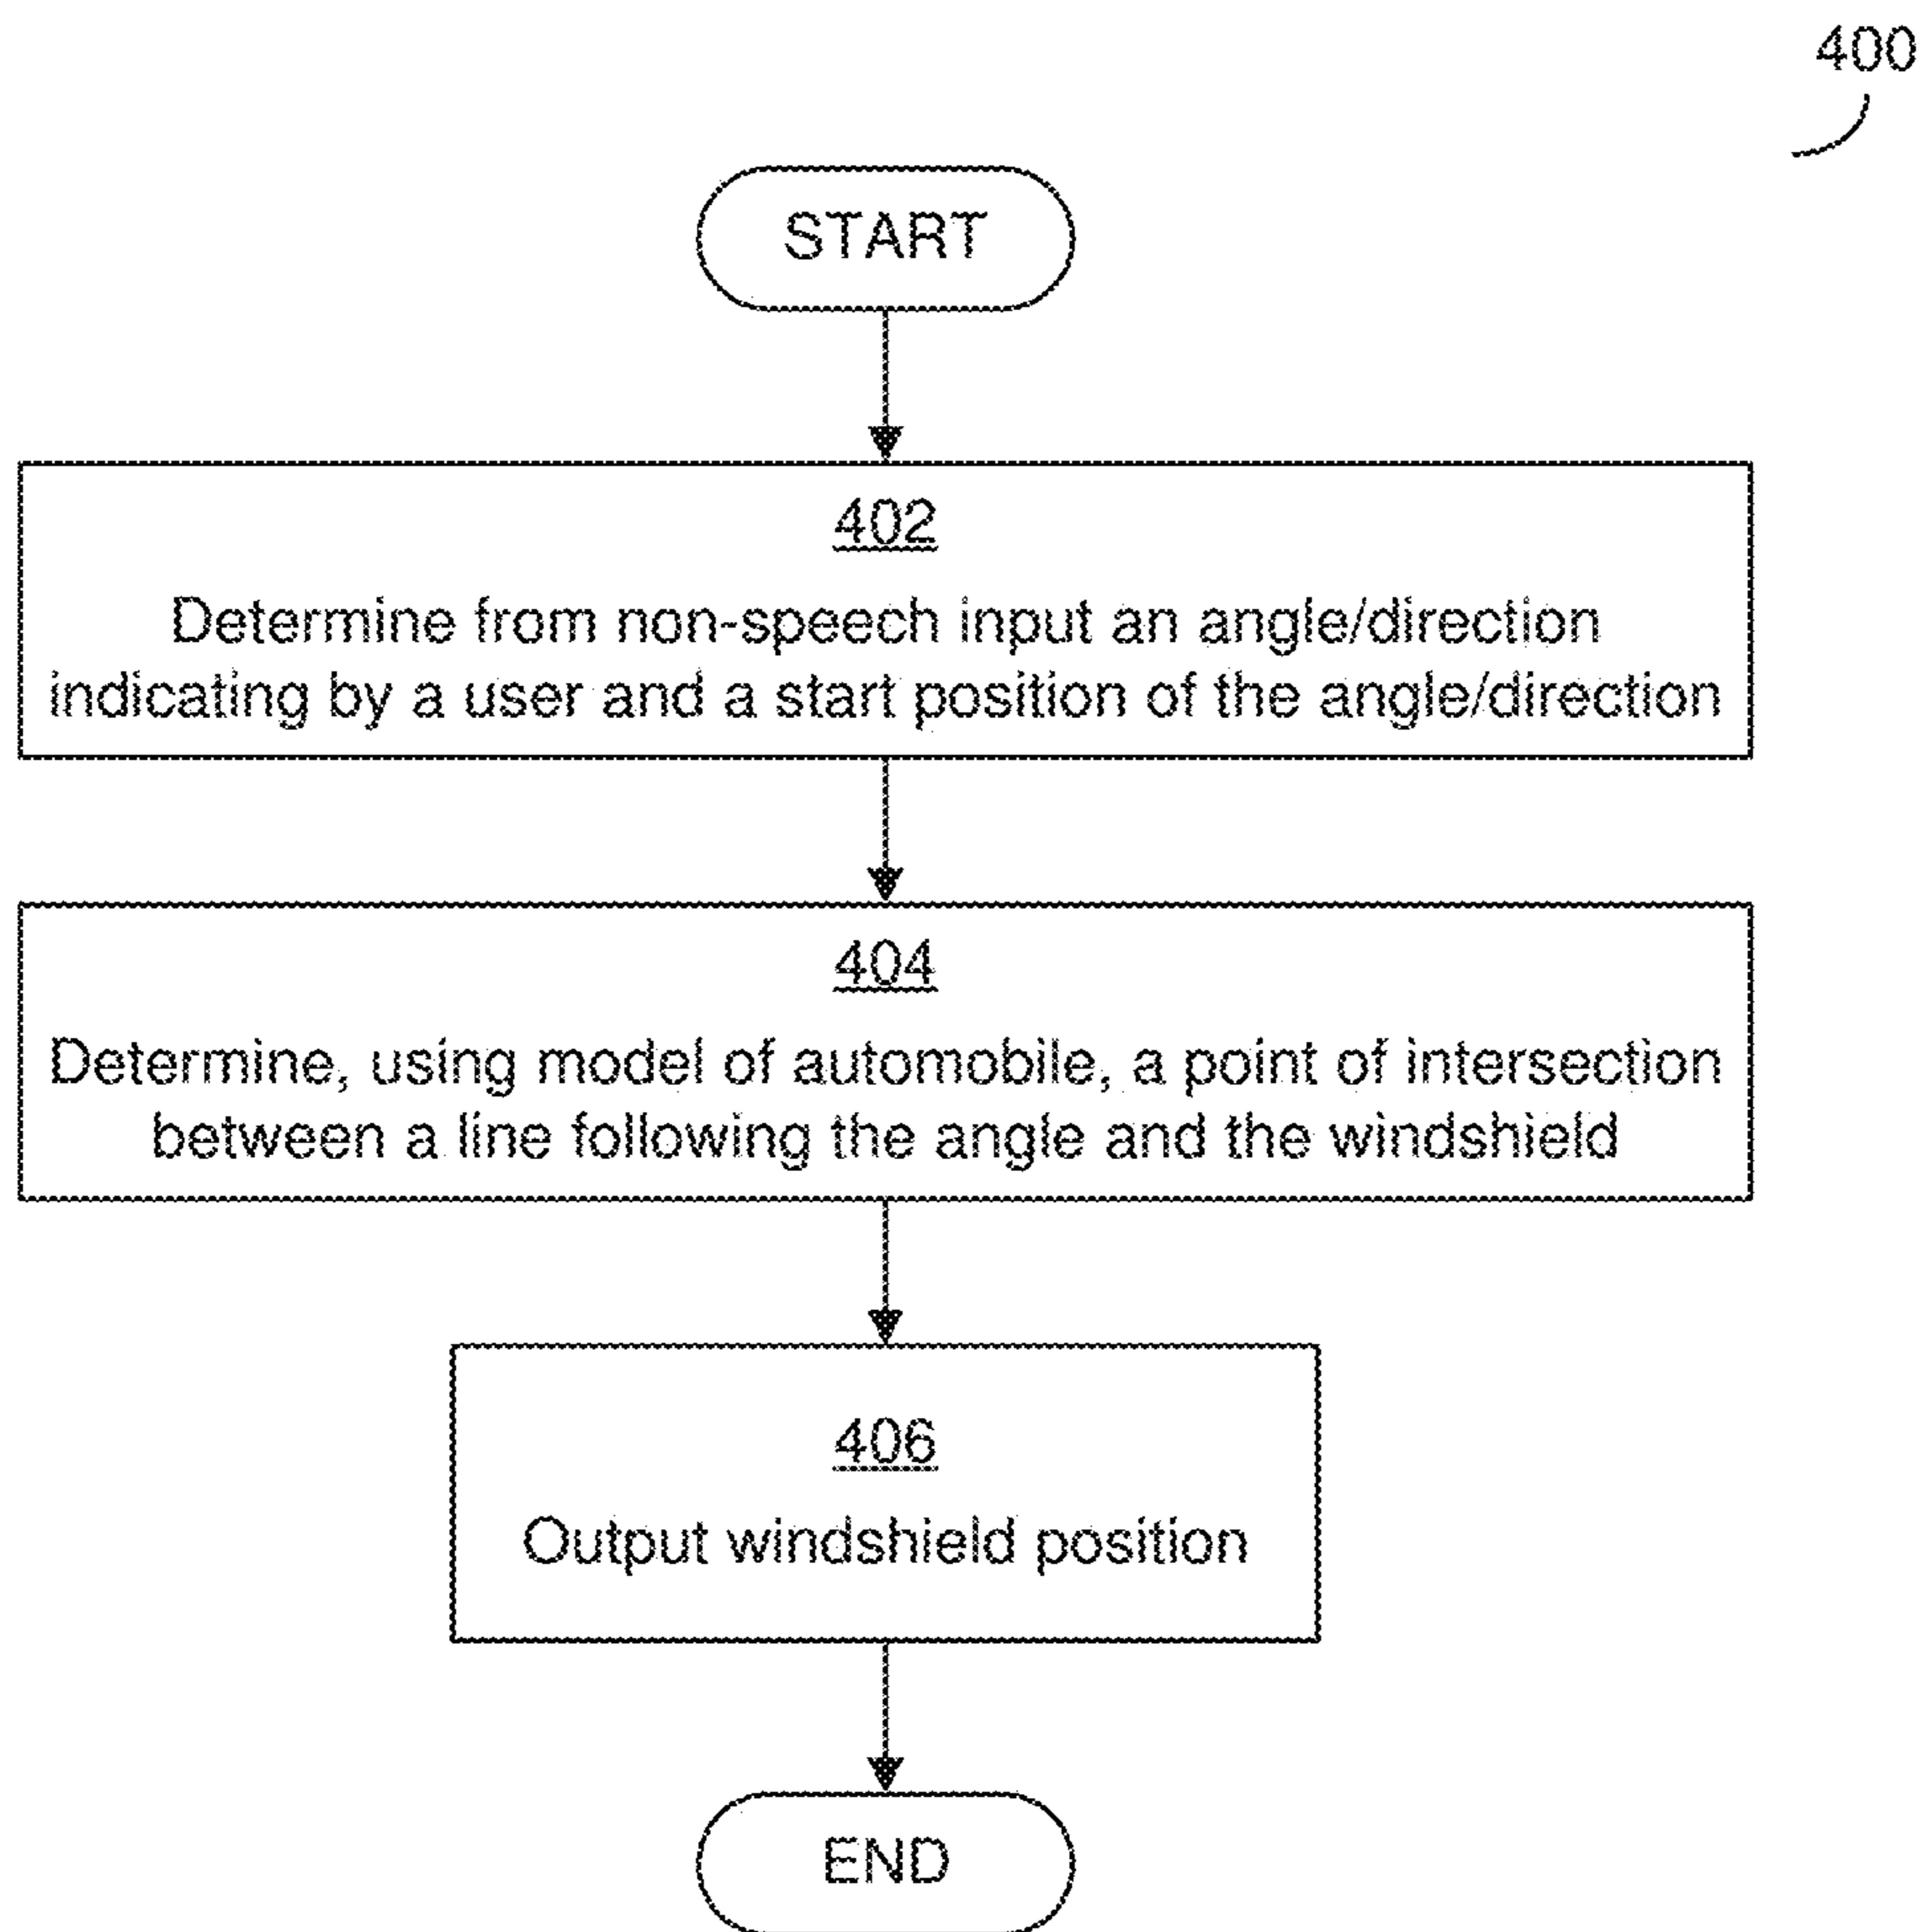 400
START
402
Determine from non-speech input an angle/direction
indicating by a user and a start position of the angle/direction
404
Determine, using model of automobile, a point of intersection
between a line following the angle and the windshield
406
Output windshield position
END